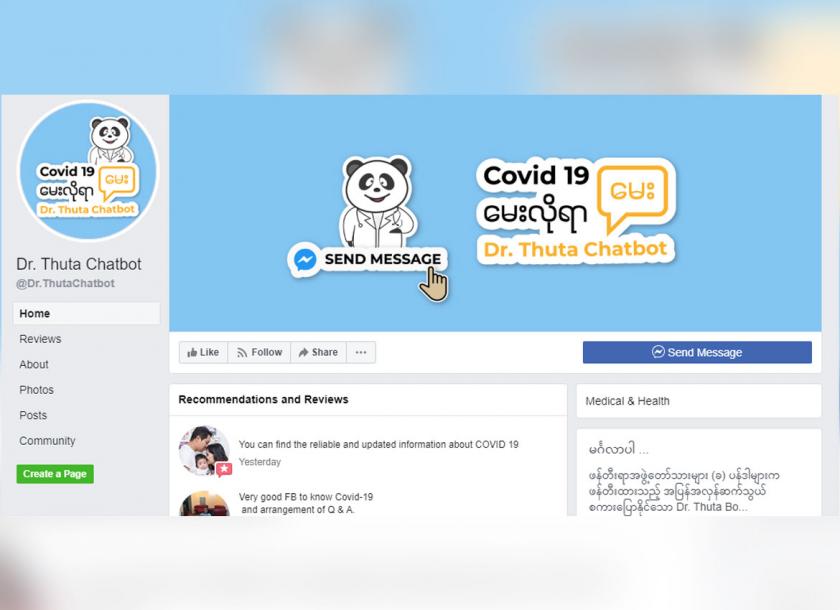 Covid 19
မေးလိုရာ
မေး
Dr. Thuta Chatbot
Dr. Thuta Chatbot
@Dr.ThutaChatbot
Home
Reviews
About
Photos
Posts
Community
Create a Page
SEND MESSAGE
Covid 19
မေးလိုရာ
မေး
Dr. Thuta Chatbot
Like
Follow
Share
Send Message
Recommendations and Reviews
You can find the reliable and updated information about COVID 19
Yesterday
Very good FB to know Covid-19
and arrangement of Q & A.
Medical & Health
မင်္ဂလာပါ ...
ဖန်တီးရာအဖွဲ့တော်သားများ (ခ) ပန်ဒါများက
ဖန်တီးထားသည့် အပြန်အလှန်ဆက်သွယ်
စကားပြောနိုင်သော Dr. Thuta Bo...